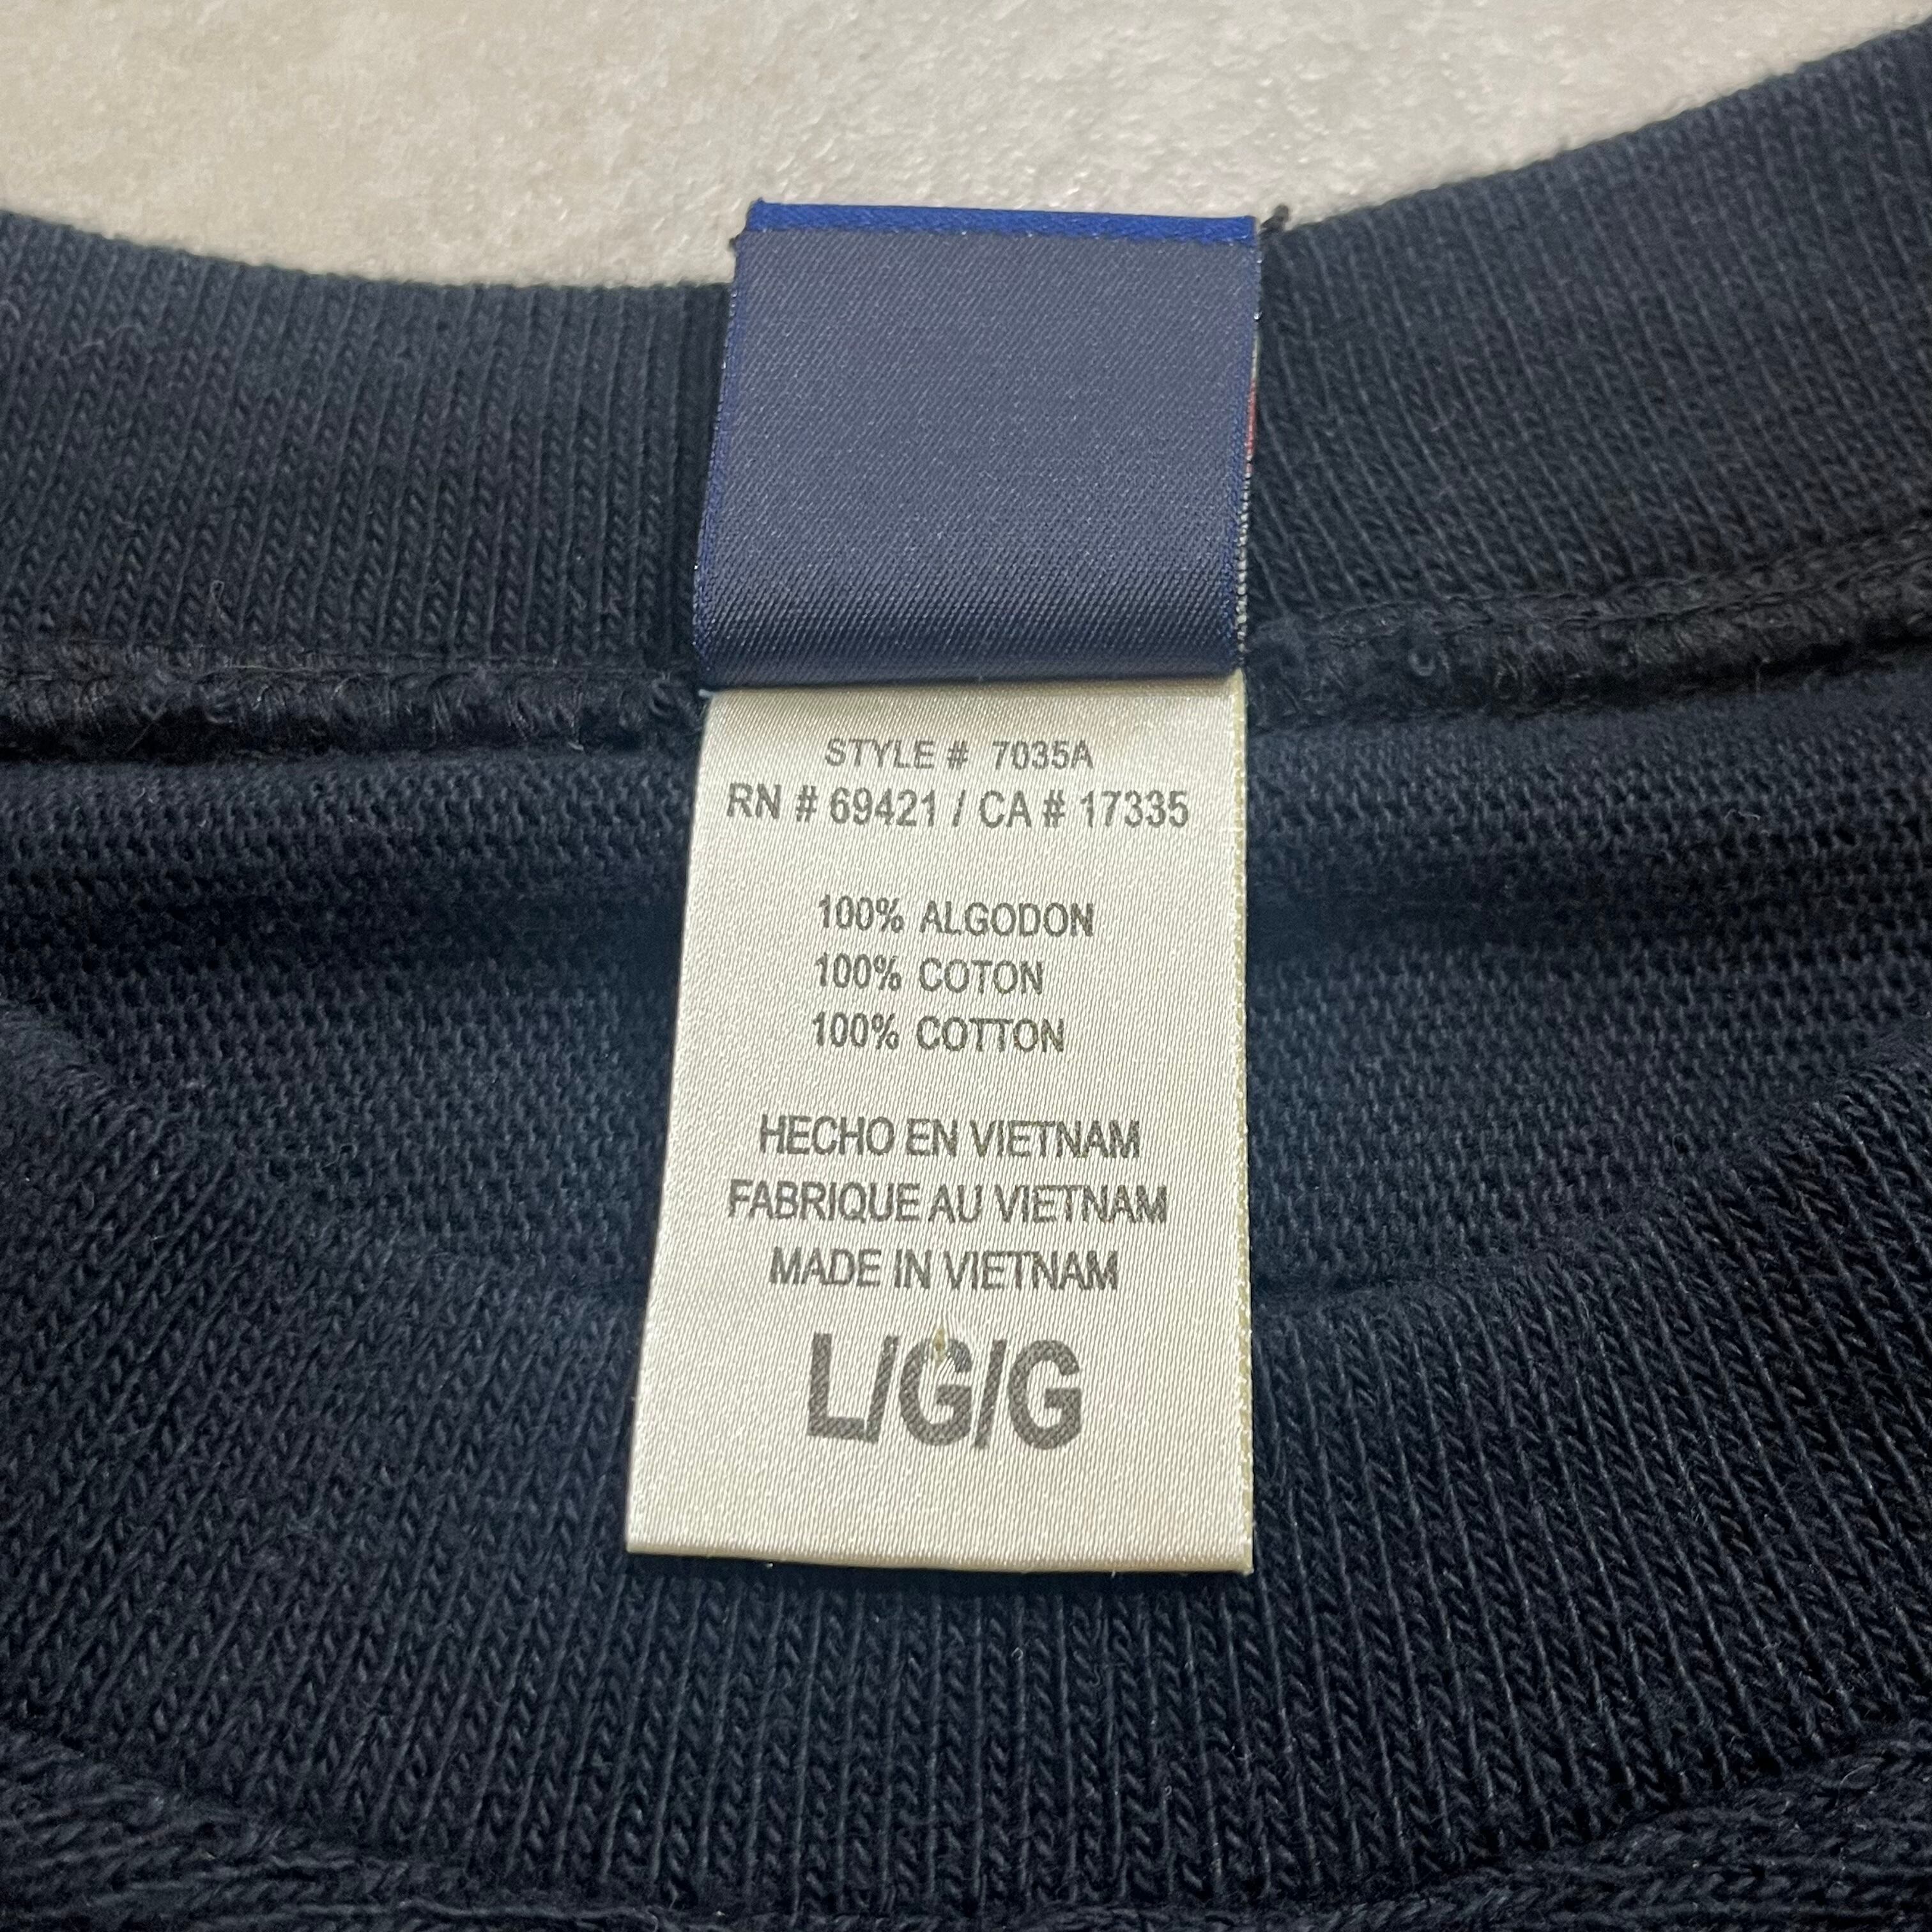 STYLE # 7035A
RN # 69421 / CA # 17335
100% ALGODON
100% COTON
100% COTTON
HECHO EN VIETNAM
FABRIQUE AU VIETNAM
MADE IN VIETNAM
L/G/G